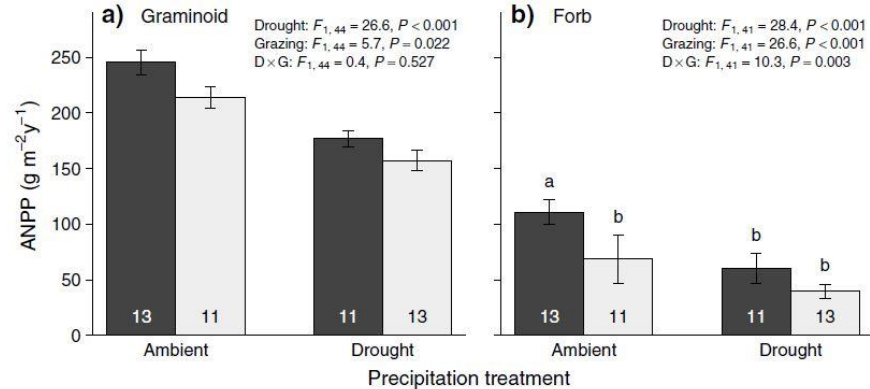 a) Graminoid
Drought: F1, 44 = 26.6, P < 0.001
Grazing: F1, 44 = 5.7, P = 0.022
D × G: F1, 44 = 0.4, P = 0.527
b) Forb
Drought: F1, 41 = 28.4, P < 0.001
Grazing: F1, 41 = 26.6, P < 0.001
D × G: F1, 41 = 10.3, P = 0.003
ANPP (g m−2y−1)
250
200
150
100
50
0
13 11 11 13
Ambient Drought
a b b b
13 11 11 13
Ambient Drought
Precipitation treatment